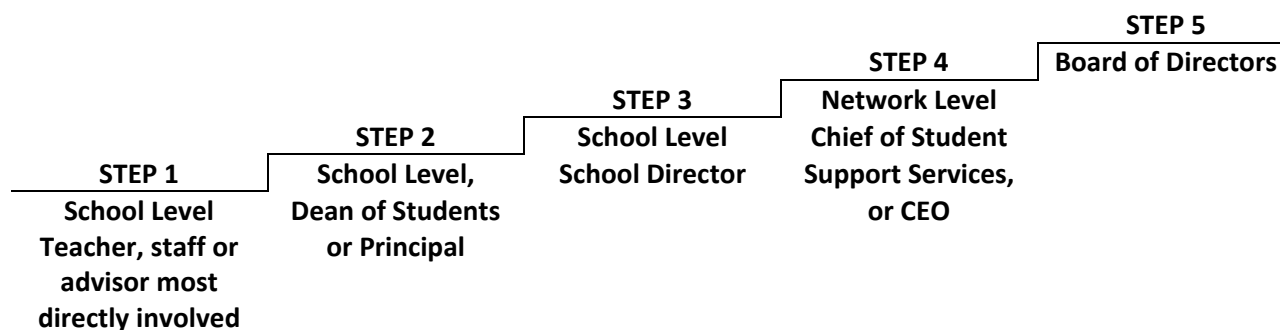 STEP 1
School Level
Teacher, staff or
advisor most
directly involved
STEP 2
School Level,
Dean of Students
or Principal
STEP 3
School Level
School Director
STEP 4
Network Level
Chief of Student
Support Services,
or CEO
STEP 5
Board of Directors